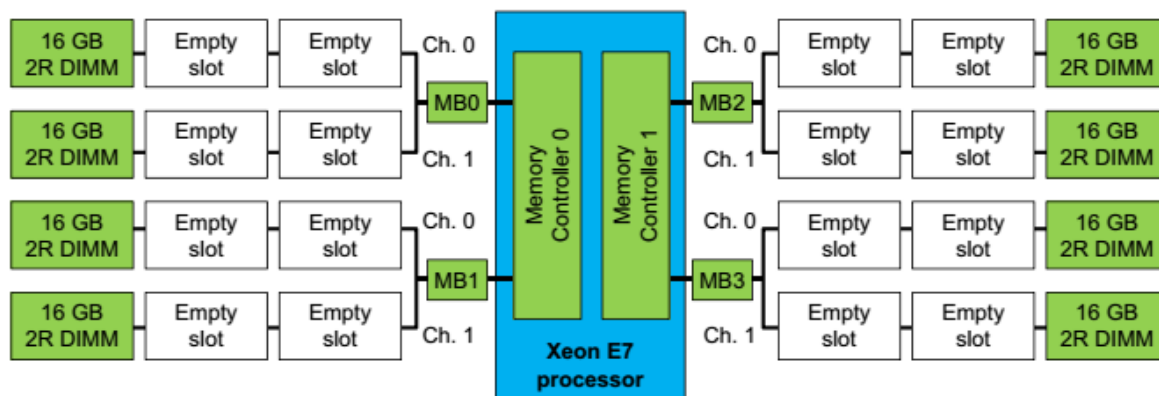 16 GB
2R DIMM
Empty
slot
Empty
slot
Ch. 0
MB0
16 GB
2R DIMM
Empty
slot
Empty
slot
Ch. 1
16 GB
2R DIMM
Empty
slot
Empty
slot
Ch. 0
MB1
16 GB
2R DIMM
Empty
slot
Empty
slot
Ch. 1
Memory
Controller 0
Memory
Controller 1
Xeon E7
processor
Ch. 0
Empty
slot
Empty
slot
16 GB
2R DIMM
MB2
Ch. 1
Empty
slot
Empty
slot
16 GB
2R DIMM
Ch. 0
Empty
slot
Empty
slot
16 GB
2R DIMM
MB3
Ch. 1
Empty
slot
Empty
slot
16 GB
2R DIMM